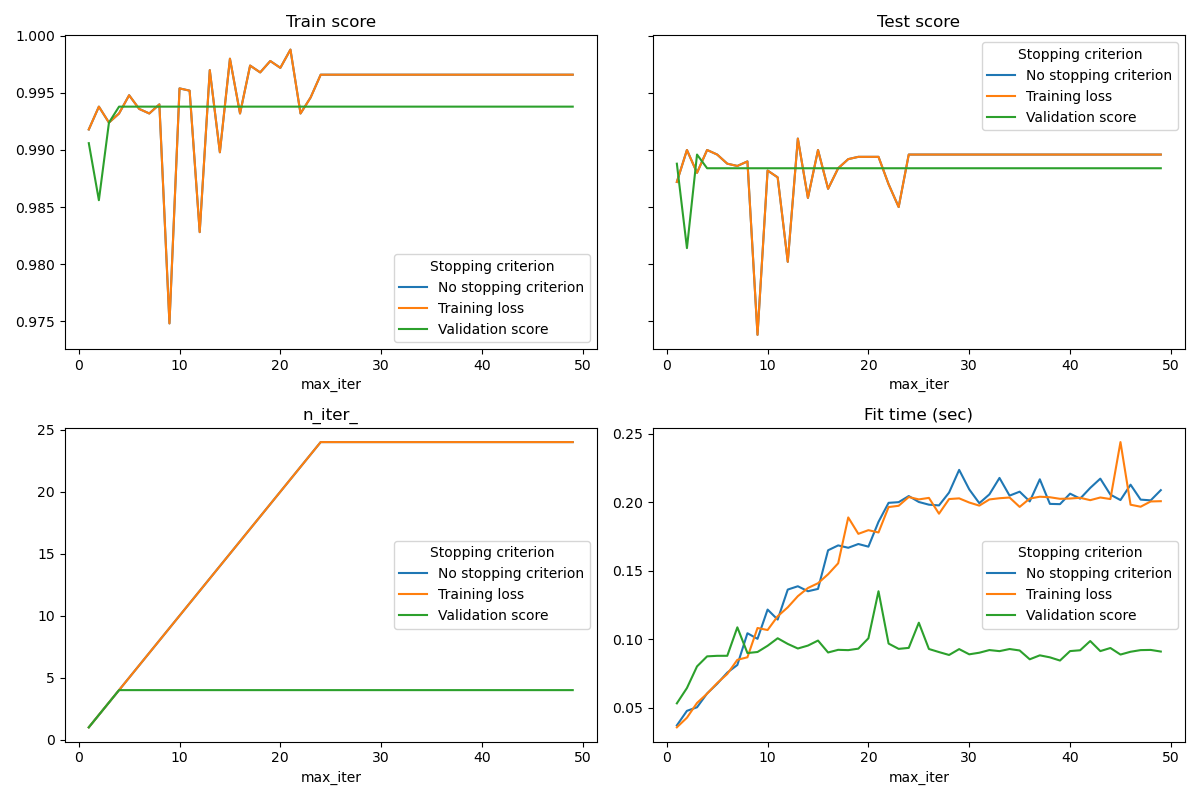 Train score
1.000
0.995
0.990
0.985
0.980
0.975
Stopping criterion
No stopping criterion
Training loss
Validation score
0 10 20 30 40 50
max_iter
Test score
Stopping criterion
No stopping criterion
Training loss
Validation score
0 10 20 30 40 50
max_iter
n_iter_
25
20
15
10
5
0
Stopping criterion
No stopping criterion
Training loss
Validation score
0 10 20 30 40 50
max_iter
Fit time (sec)
0.25
0.20
0.15
0.10
0.05
Stopping criterion
No stopping criterion
Training loss
Validation score
0 10 20 30 40 50
max_iter